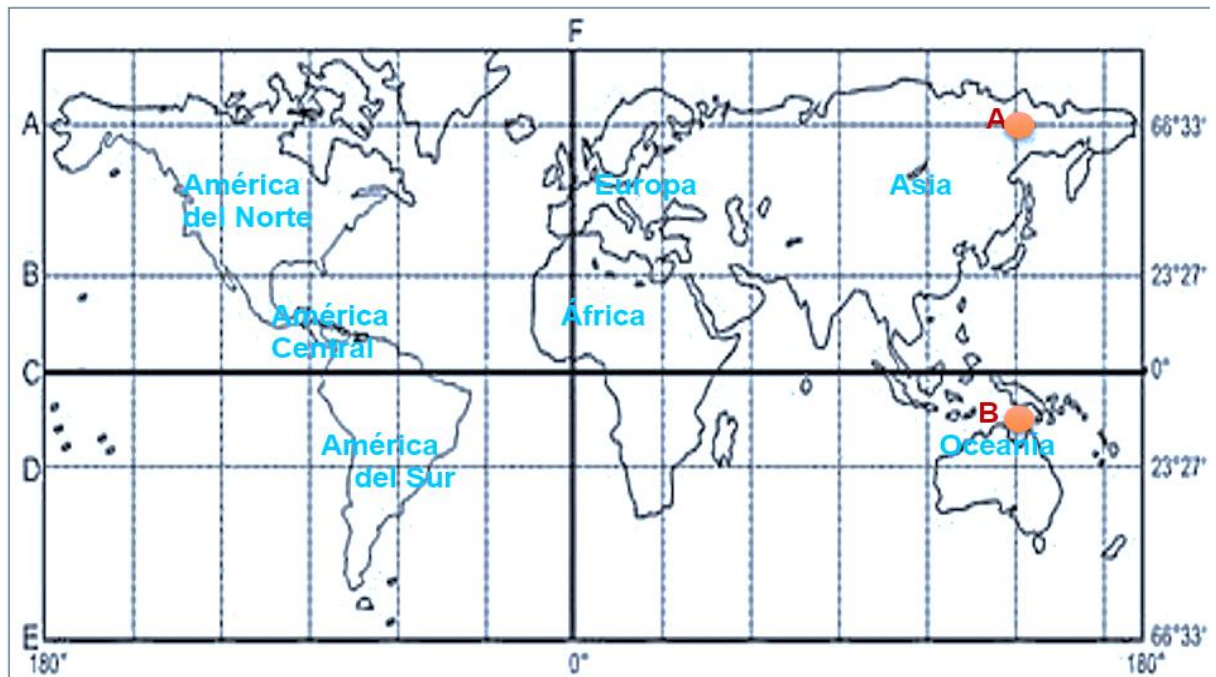 F
A
A
66°33"
América
del Norte
Europa
Asia
B
23°27"
América
Central
África
C
0°
B
América
del Sur
Oceanía
D
23°27"
E
66°33"
180°
0°
180°